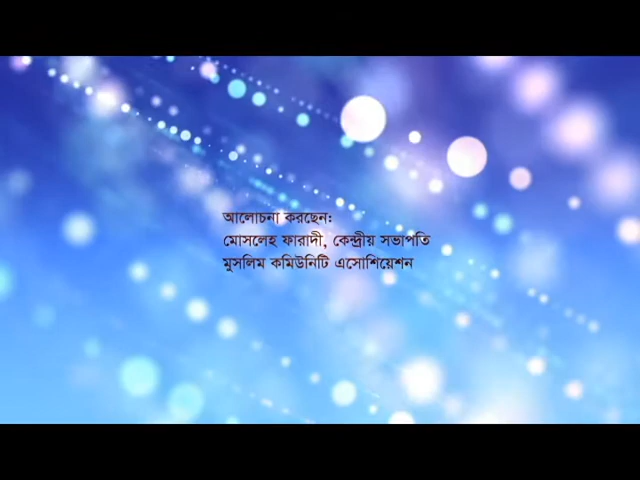 আলোচনা করছেন:
মোসলেহ ফারাদী, কেন্দ্রীয় সভাপতি
মুসলিম কমিউনিটি এসোশিয়েশন